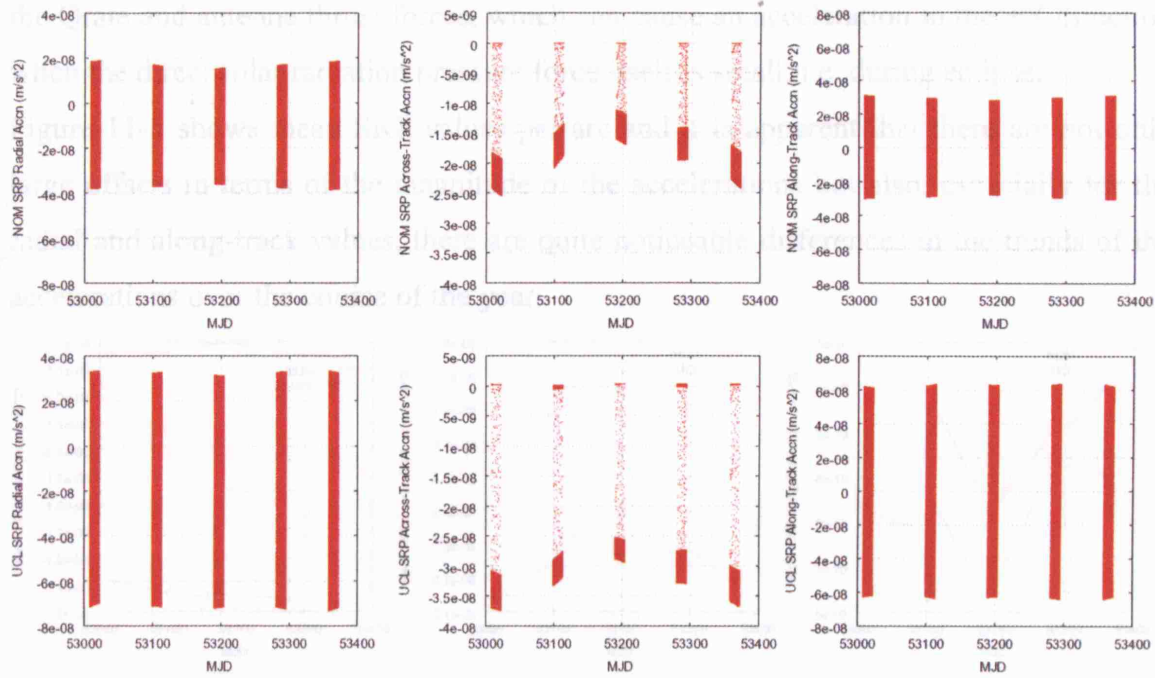 NOM SRP Radial Accn (m/s^2)
4e-08
2e-08
0
-2e-08
-4e-08
-6e-08
-8e-08
53000 53100 53200 53300 53400
MJD
NOM SRP Across-Track Accn (m/s^2)
5e-09
0
-5e-09
-1e-08
-1.5e-08
-2e-08
-2.5e-08
-3e-08
-3.5e-08
-4e-08
53000 53100 53200 53300 53400
MJD
NOM SRP Along-Track Accn (m/s^2)
8e-08
6e-08
4e-08
2e-08
0
-2e-08
-4e-08
-6e-08
-8e-08
53000 53100 53200 53300 53400
MJD
UCL SRP Radial Accn (m/s^2)
4e-08
2e-08
0
-2e-08
-4e-08
-6e-08
-8e-08
53000 53100 53200 53300 53400
MJD
UCL SRP Across-Track Accn (m/s^2)
5e-09
0
-5e-09
-1e-08
-1.5e-08
-2e-08
-2.5e-08
-3e-08
-3.5e-08
-4e-08
53000 53100 53200 53300 53400
MJD
UCL SRP Along-Track Accn (m/s^2)
8e-08
6e-08
4e-08
2e-08
0
-2e-08
-4e-08
-6e-08
-8e-08
53000 53100 53200 53300 53400
MJD